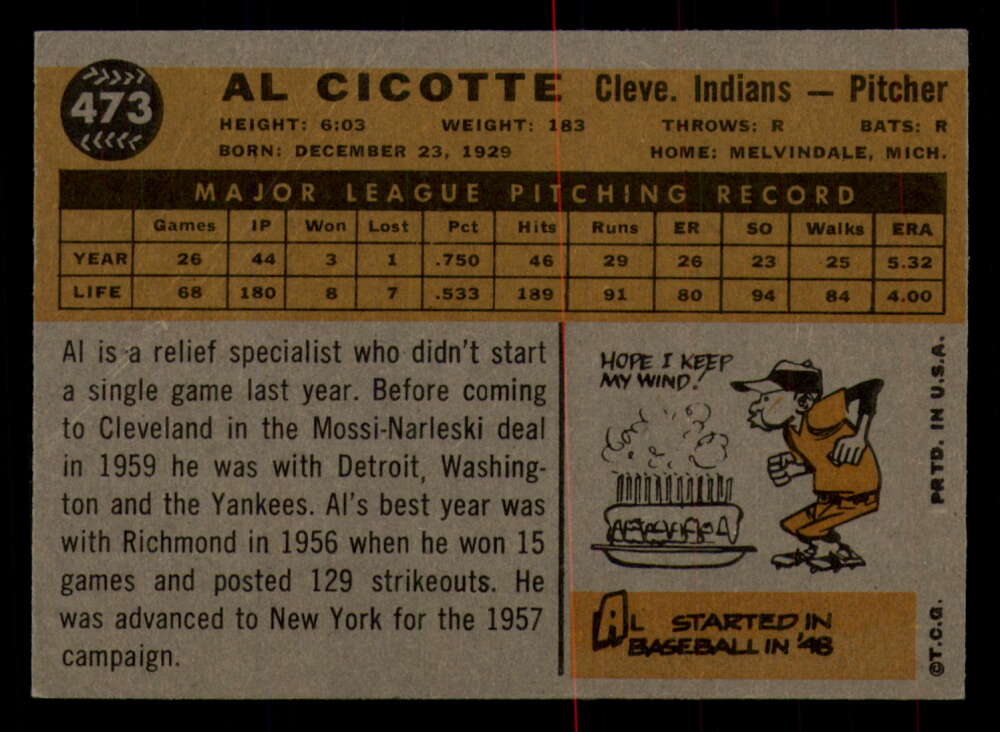 473
AL CICOTTE Cleve. Indians — Pitcher
HEIGHT: 6:03 WEIGHT: 183 THROWS: R BATS: R
BORN: DECEMBER 23, 1929 HOME: MELVINDALE, MICH.
MAJOR LEAGUE PITCHING RECORD
Games IP Won Lost Pct Hits Runs ER SO Walks ERA
YEAR 26 44 3 1 .750 46 29 26 23 25 5.32
LIFE 68 180 8 7 .533 189 91 80 94 84 4.00
Al is a relief specialist who didn't start
a single game last year. Before coming
to Cleveland in the Mossi-Narleski deal
in 1959 he was with Detroit, Washing-
ton and the Yankees. Al's best year was
with Richmond in 1956 when he won 15
games and posted 129 strikeouts. He
was advanced to New York for the 1957
campaign.
HOPE I KEEP
MY WIND!
AL STARTED IN
BASEBALL IN '48
©T.C.G. PRTD. IN U.S.A.